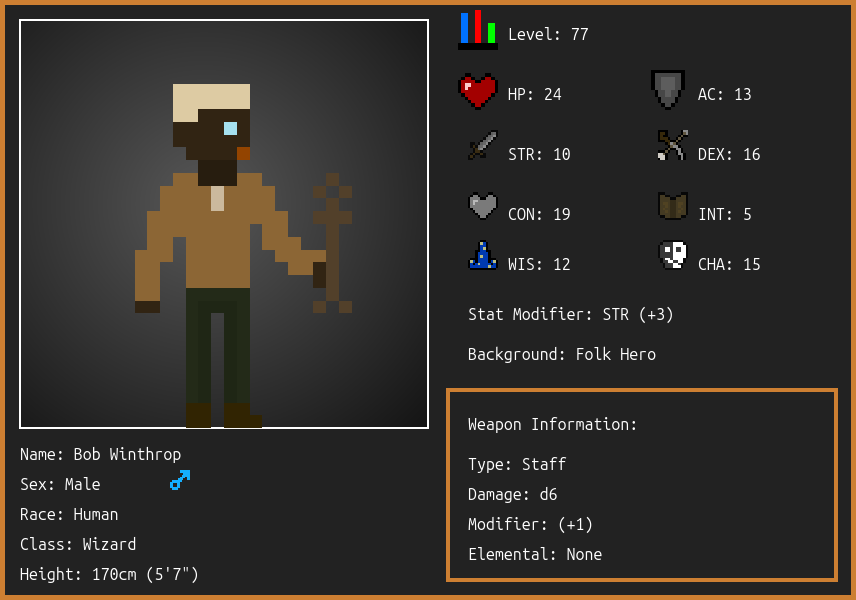 Level: 77
HP: 24
AC: 13
STR: 10
DEX: 16
CON: 19
INT: 5
WIS: 12
CHA: 15
Stat Modifier: STR (+3)
Background: Folk Hero
Weapon Information:
Type: Staff
Damage: d6
Modifier: (+1)
Elemental: None
Name: Bob Winthrop
Sex: Male
Race: Human
Class: Wizard
Height: 170cm (5'7")